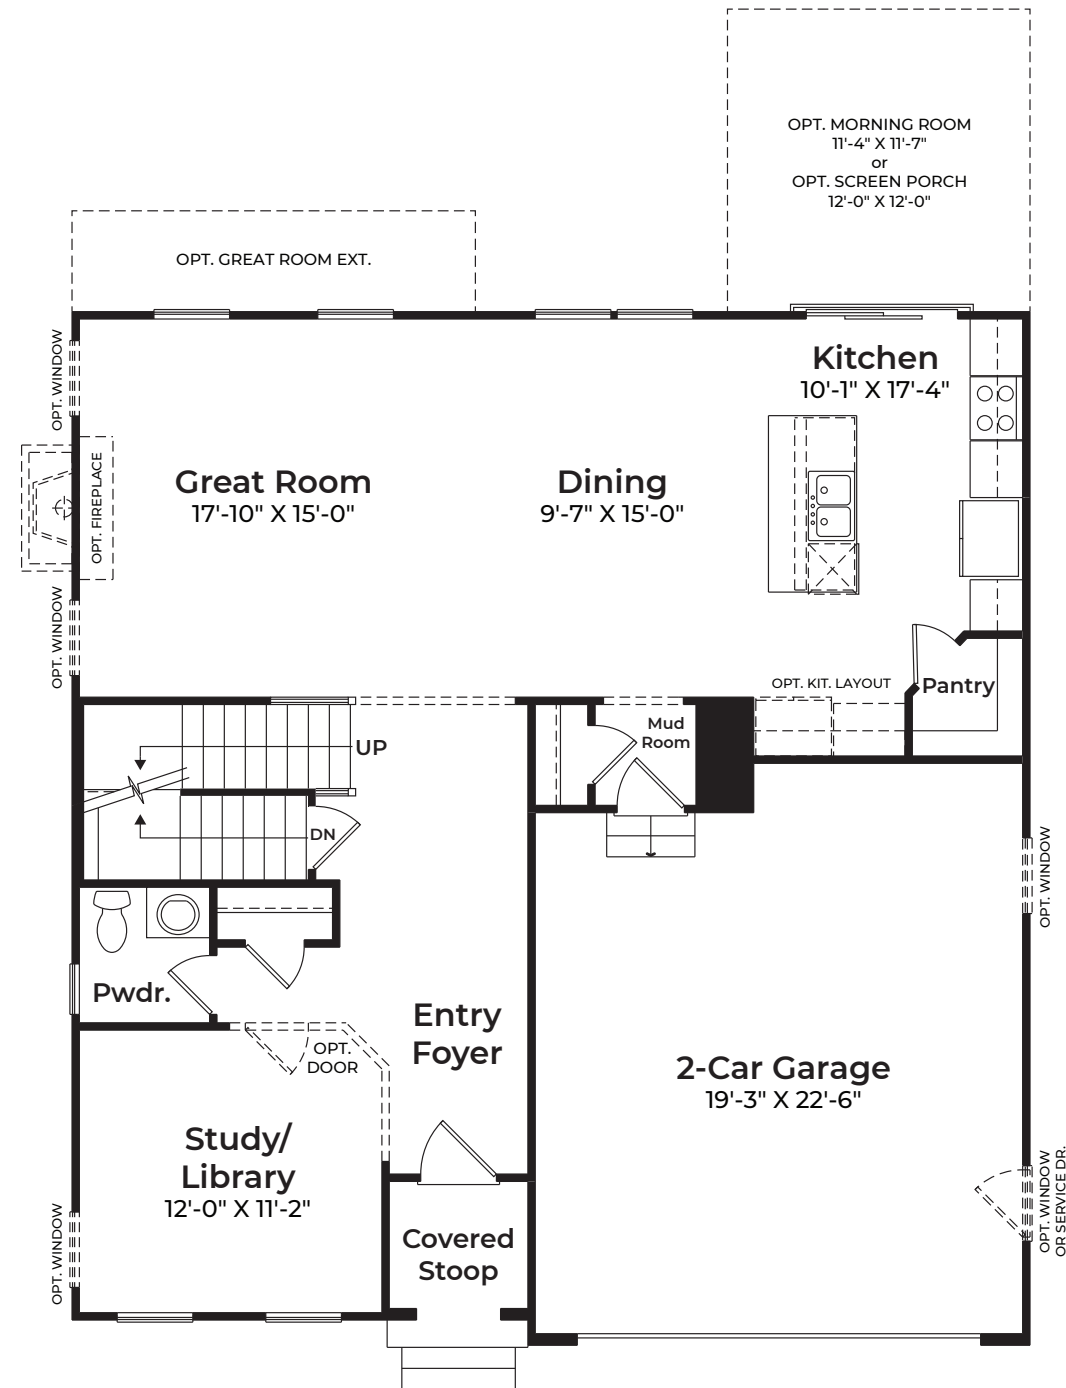 OPT. MORNING ROOM
11'-4" X 11'-7"
or
OPT. SCREEN PORCH
12'-0" X 12'-0"
OPT. GREAT ROOM EXT.
OPT. WINDOW
Kitchen
10'-1" X 17'-4"
Great Room
17'-10" X 15'-0"
Dining
9'-7" X 15'-0"
OPT. FIREPLACE
OPT. WINDOW
OPT. KIT. LAYOUT
Pantry
Mud
Room
UP
DN
OPT. WINDOW
Pwdr.
Entry
Foyer
OPT.
DOOR
2-Car Garage
19'-3" X 22'-6"
Study/
Library
12'-0" X 11'-2"
OPT. WINDOW
OR SERVICE DR.
OPT. WINDOW
Covered
Stoop